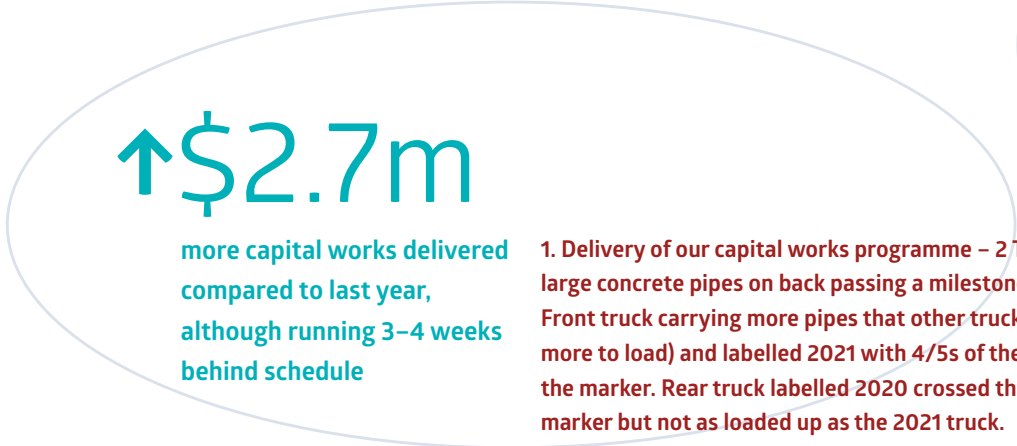 ↑$2.7m
more capital works delivered
compared to last year,
although running 3–4 weeks
behind schedule
1. Delivery of our capital works programme – 2
large concrete pipes on back passing a
Front truck carrying more pipes that other truck
more to load) and labelled 2021 with 4/5s of the
the marker. Rear truck labelled 2020 crossed
marker but not as loaded up as the 2021 truck.